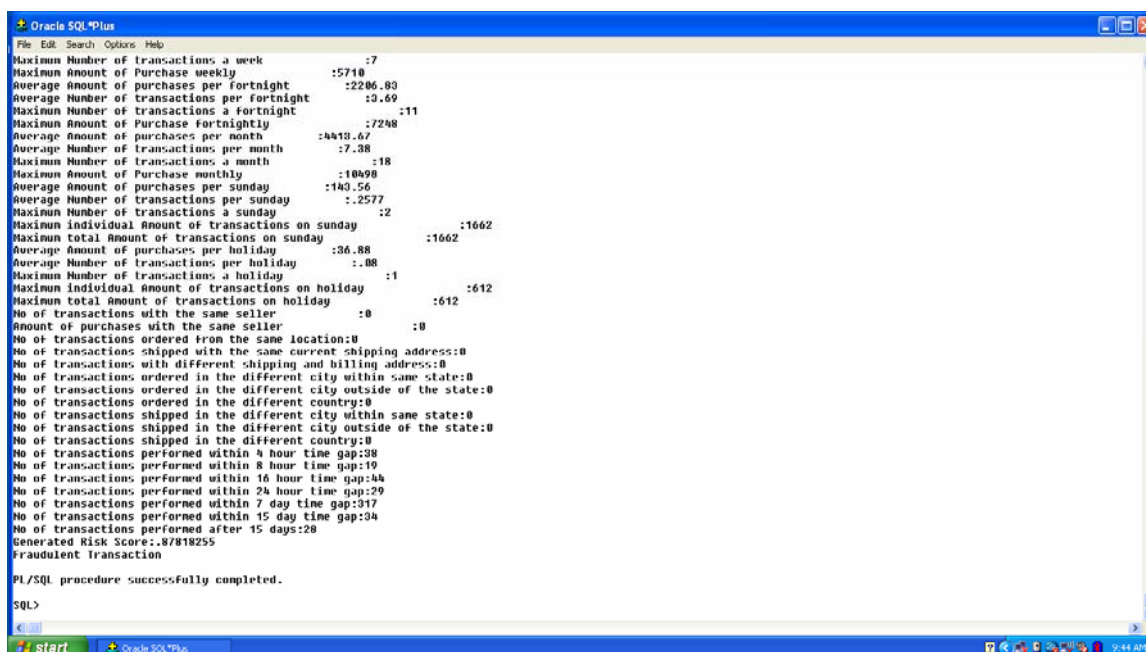 Oracle SQL*Plus
File Edit Search Options Help
Maximum Number of transactions a week :7
Maximum Amount of Purchase weekly :5710
Average Amount of purchases per fortnight :2206.83
Average Number of transactions per fortnight :3.69
Maximum Number of transactions a fortnight :11
Maximum Amount of Purchase fortnightly :7248
Average Amount of purchases per month :4413.67
Average Number of transactions per month :7.38
Maximum Number of transactions a month :18
Maximum Amount of Purchase monthly :10498
Average Amount of purchases per sunday :143.56
Average Number of transactions per sunday :.2577
Maximum Number of transactions a sunday :2
Maximum individual Amount of transactions on sunday :1662
Maximum total Amount of transactions on sunday :1662
Average Amount of purchases per holiday :36.88
Average Number of transactions per holiday :.08
Maximum Number of transactions a holiday :1
Maximum individual Amount of transactions on holiday :612
Maximum total Amount of transactions on holiday :612
No of transactions with the same seller :0
Amount of purchases with the same seller :0
No of transactions ordered from the same location:0
No of transactions shipped with the same current shipping address:0
No of transactions with different shipping and billing address:0
No of transactions ordered in the different city within same state:0
No of transactions ordered in the different city outside of the state:0
No of transactions ordered in the different country:0
No of transactions shipped in the different city within same state:0
No of transactions shipped in the different city outside of the state:0
No of transactions shipped in the different country:0
No of transactions performed within 4 hour time gap:38
No of transactions performed within 8 hour time gap:19
No of transactions performed within 16 hour time gap:44
No of transactions performed within 24 hour time gap:29
No of transactions performed within 7 day time gap:317
No of transactions performed within 15 day time gap:34
No of transactions performed after 15 days:28
Generated Risk Score:.87818255
Fraudulent Transaction
PL/SQL procedure successfully completed.
SQL>
start Oracle SQL*Plus 9:44 AM